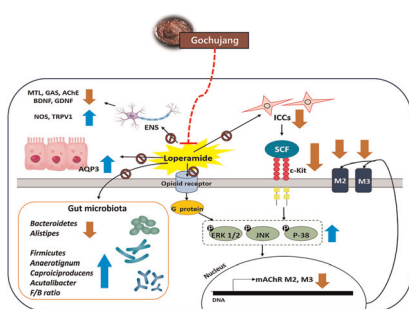 Gochujang
MTL, GAS, AChE
BDNF, GDNF
NOS, TRPV1
ENS
ICCs
SCF
c-Kit
M2
M3
AQP3
Loperamide
Opioid receptor
G protein
Gut microbiota
Bacteroidetes
Alistipes
Firmicutes
Anaeratignum
Caproiciproducens
Acutalibacter
F/B ratio
P
ERK 1/2
P
JNK
P
P-38
Nucleus
mAChR M2, M3
DNA